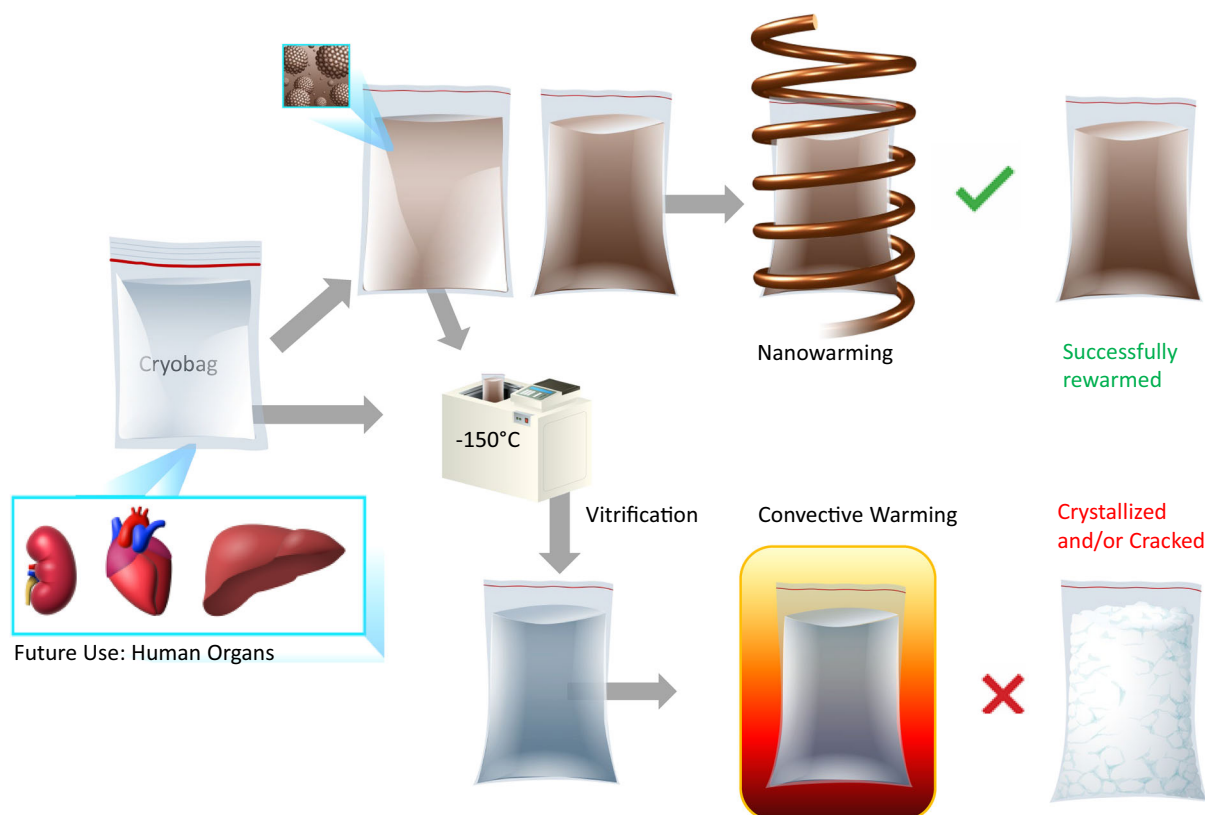 Cryobag
Nanowarming
Successfully
rewarmed
-150°C
Vitrification
Convective Warming
Crystallized
and/or Cracked
Future Use: Human Organs